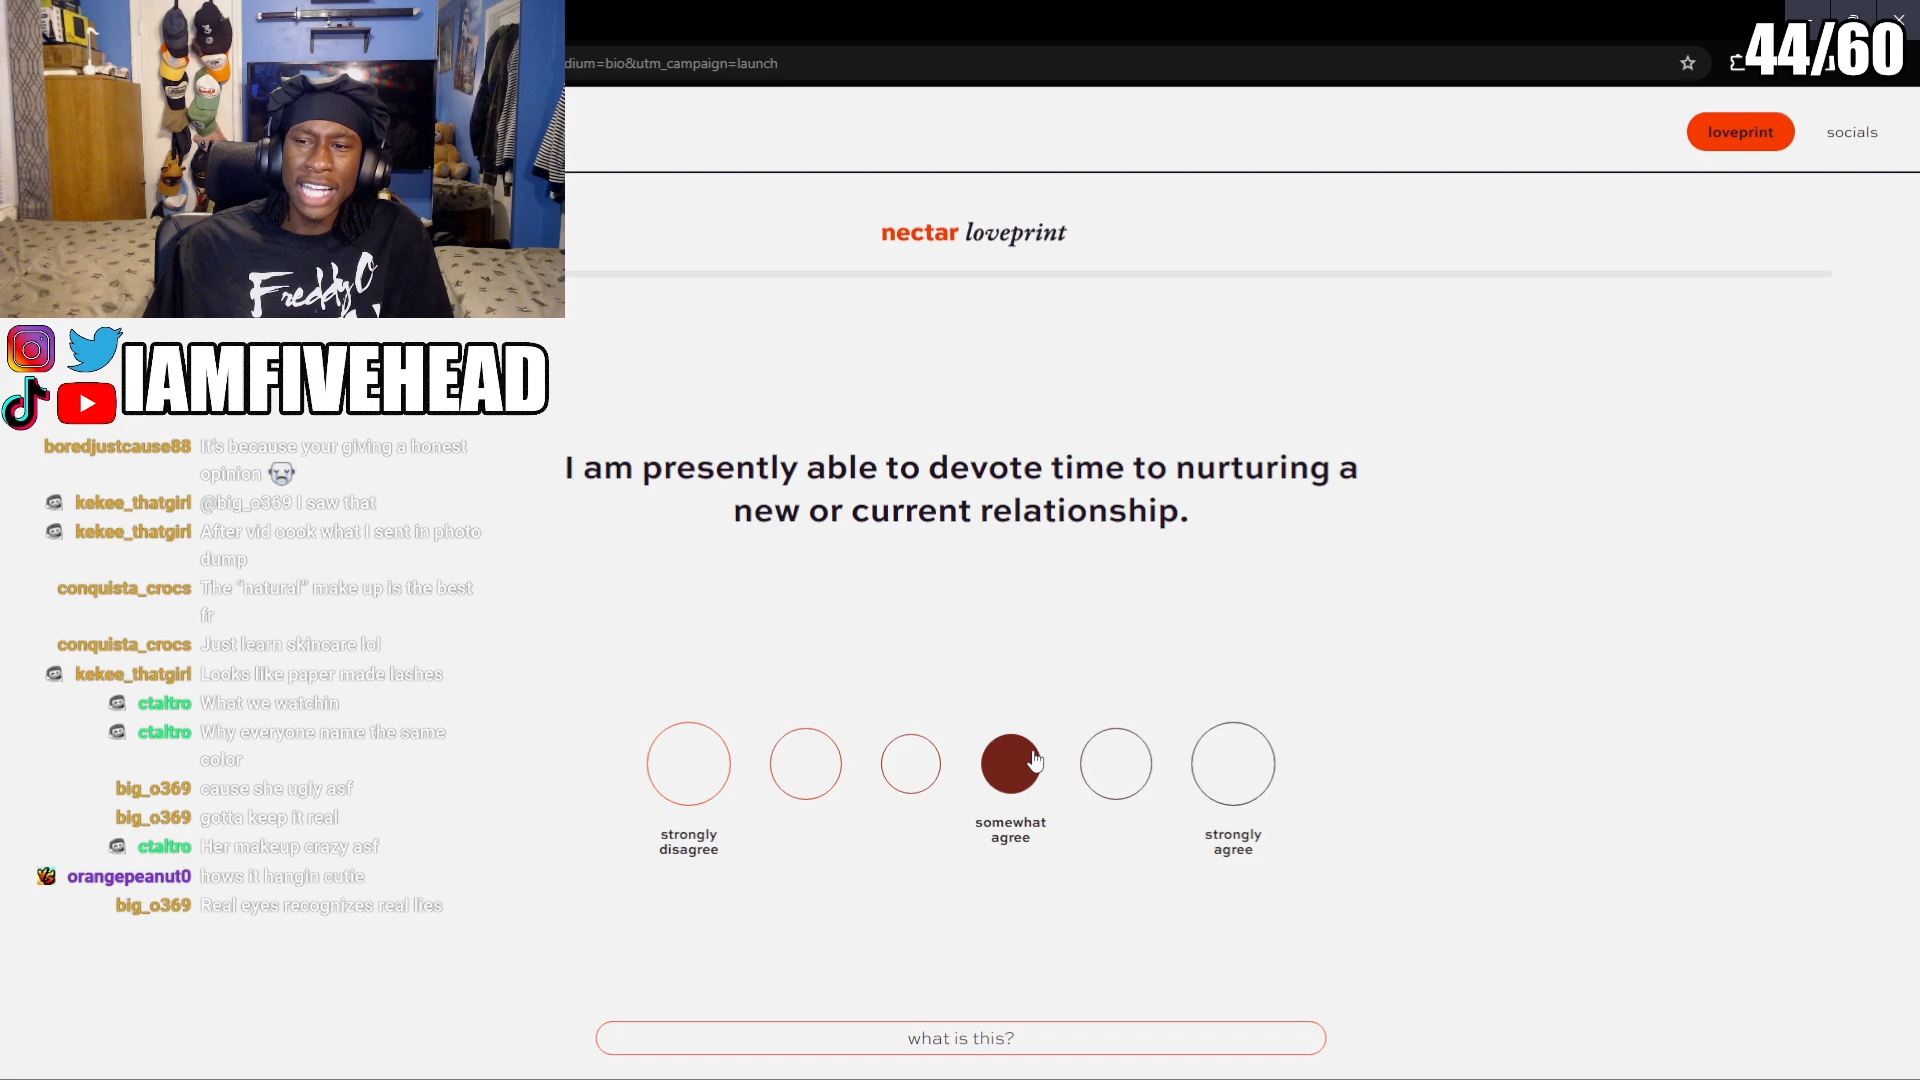 44/60
dium=bio&utm_campaign=launch
loveprint
socials
nectar loveprint
Freddy O
IAMFIVEHEAD
boredjustcause88 It's because your giving a honest
opinion
kekee_thatgirl @big_o369 I saw that
kekee_thatgirl After vid oook what I sent in photo
dump
conquista_crocs The "natural" make up is the best
fr
conquista_crocs Just learn skincare lol
kekee_thatgirl Looks like paper made lashes
ctaltro What we watchin
ctaltro Why everyone name the same
color
big_o369 cause she ugly asf
big_o369 gotta keep it real
ctaltro Her makeup crazy asf
orangepeanut0 hows it hangin cutie
big_o369 Real eyes recognizes real lies
I am presently able to devote time to nurturing a
new or current relationship.
strongly
disagree
somewhat
agree
strongly
agree
what is this?